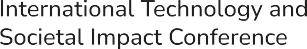 International Technology and
Societal Impact Conference